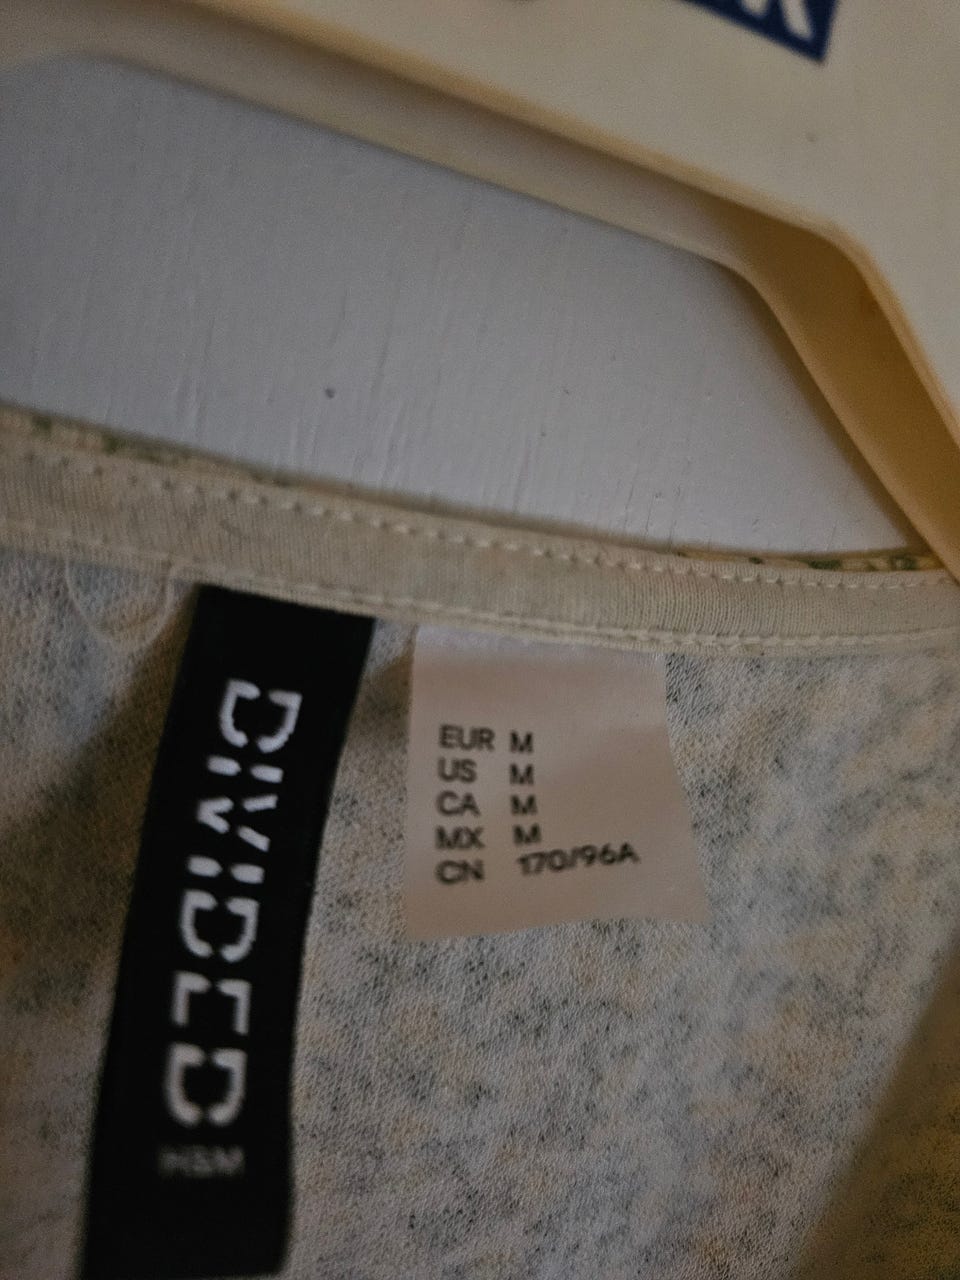 DIVIDED
H&M
EUR M
US M
CA M
MX M
CN 170/96A